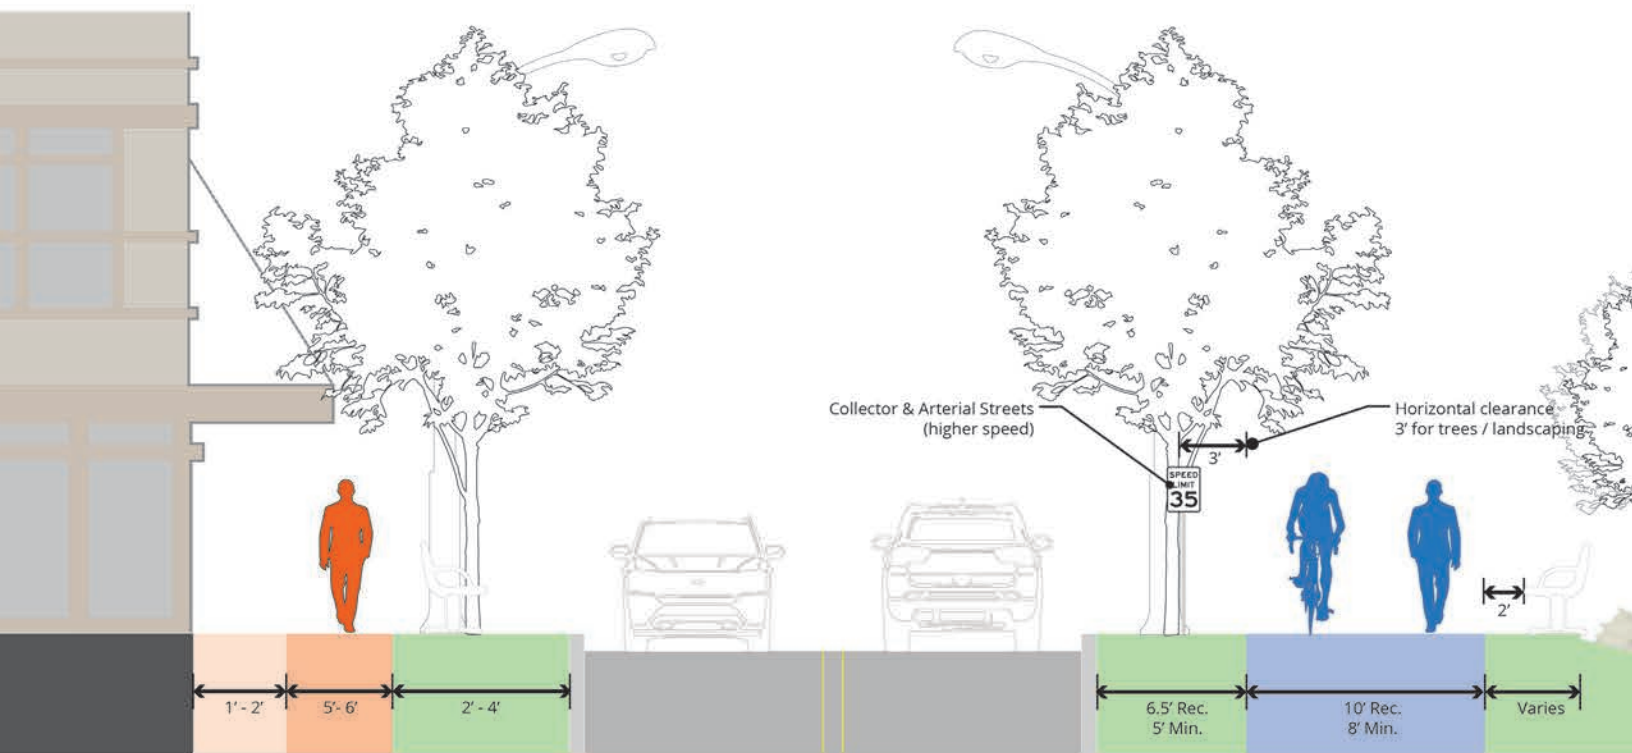 Collector & Arterial Streets
(higher speed)
Horizontal clearance
3' for trees / landscaping
3'
SPEED
LIMIT
35
2'
1' - 2'
5'- 6'
2' - 4'
6.5' Rec.
5' Min.
10' Rec.
8' Min.
Varies